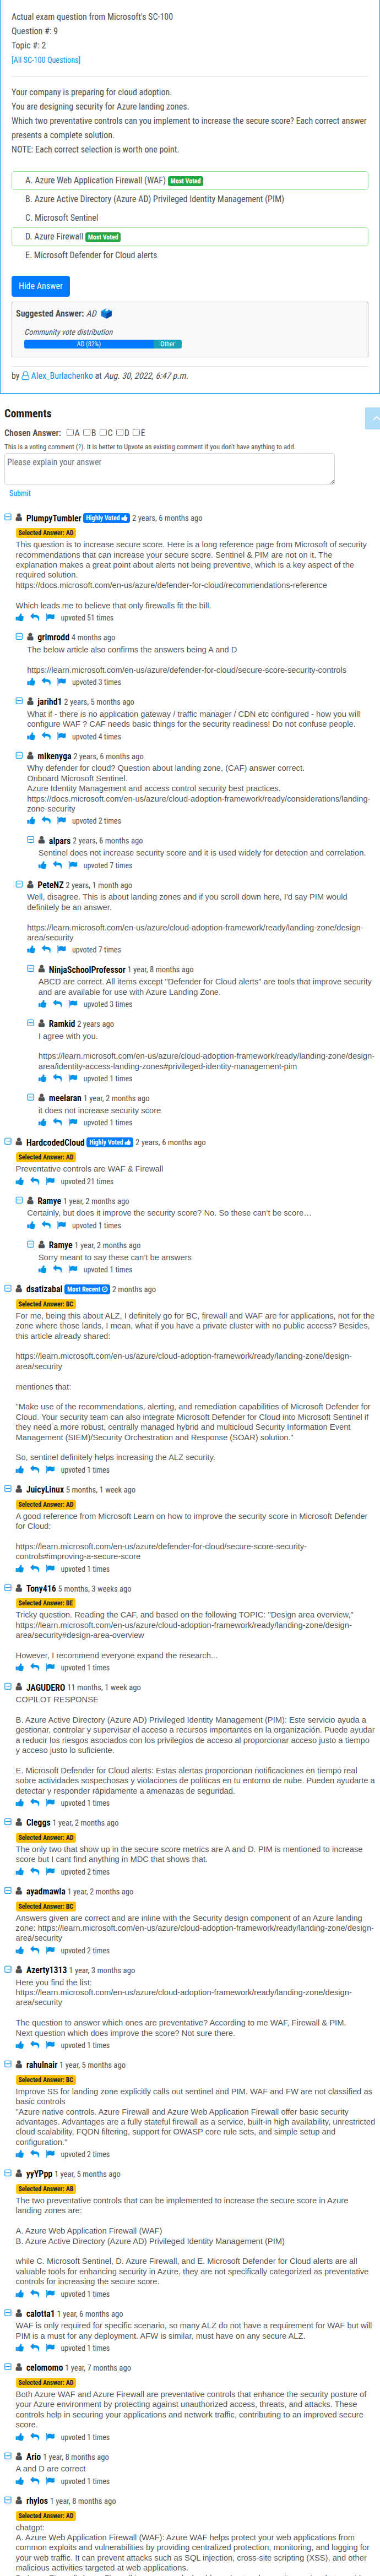 Actual exam question from Microsoft's SC-100
Question #: 9
Topic #: 2
[All SC-100 Questions]
Your company is preparing for cloud adoption.
You are designing security for Azure landing zones.
Which two preventative controls can you implement to increase the secure score? Each correct answer
presents a complete solution.
NOTE: Each correct selection is worth one point.
A. Azure Web Application Firewall (WAF) Most Voted
B. Azure Active Directory (Azure AD) Privileged Identity Management (PIM)
C. Microsoft Sentinel
D. Azure Firewall Most Voted
E. Microsoft Defender for Cloud alerts
Hide Answer
Suggested Answer: AD
Community vote distribution
AD (82%) Other
by Alex_Burlachenko at Aug. 30, 2022, 6:47 p.m.
Comments
Chosen Answer: A B C D E
This is a voting comment (?). It is better to Upvote an existing comment if you don't have anything to add.
Please explain your answer
Submit
PlumpyTumbler Highly Voted 2 years, 6 months ago
Selected Answer: AD
This question is to increase secure score. Here is a long reference page from Microsoft of security
recommendations that can increase your secure score. Sentinel & PIM are not on it. The
explanation makes a great point about alerts not being preventive, which is a key aspect of the
required solution.
https://docs.microsoft.com/en-us/azure/defender-for-cloud/recommendations-reference
Which leads me to believe that only firewalls fit the bill.
upvoted 51 times
grimrodd 4 months ago
The below article also confirms the answers being A and D
https://learn.microsoft.com/en-us/azure/defender-for-cloud/secure-score-security-controls
upvoted 3 times
jarihd1 2 years, 5 months ago
What if - there is no application gateway / traffic manager / CDN etc configured - how you will
configure WAF ? CAF needs basic things for the security readiness! Do not confuse people.
upvoted 4 times
mikenyga 2 years, 6 months ago
Why defender for cloud? Question about landing zone, (CAF) answer correct.
Onboard Microsoft Sentinel.
Azure Identity Management and access control security best practices.
https://docs.microsoft.com/en-us/azure/cloud-adoption-framework/ready/considerations/landing-
zone-security
upvoted 2 times
alpars 2 years, 6 months ago
Sentinel does not increase security score and it is used widely for detection and correlation.
upvoted 7 times
PeteNZ 2 years, 1 month ago
Well, disagree. This is about landing zones and if you scroll down here, I'd say PIM would
definitely be an answer.
https://learn.microsoft.com/en-us/azure/cloud-adoption-framework/ready/landing-zone/design-
area/security
upvoted 7 times
NinjaSchoolProfessor 1 year, 8 months ago
ABCD are correct. All items except "Defender for Cloud alerts" are tools that improve security
and are available for use with Azure Landing Zone.
upvoted 3 times
Ramkid 2 years ago
I agree with you.
https://learn.microsoft.com/en-us/azure/cloud-adoption-framework/ready/landing-zone/design-
area/identity-access-landing-zones#privileged-identity-management-pim
upvoted 1 times
meelaran 1 year, 2 months ago
it does not increase security score
upvoted 1 times
HardcodedCloud Highly Voted 2 years, 6 months ago
Selected Answer: AD
Preventative controls are WAF & Firewall
upvoted 21 times
Ramye 1 year, 2 months ago
Certainly, but does it improve the security score? No. So these can't be score…
upvoted 1 times
Ramye 1 year, 2 months ago
Sorry meant to say these can't be answers
upvoted 1 times
dsatizabal Most Recent 2 months ago
Selected Answer: BC
For me, being this about ALZ, I definitely go for BC, firewall and WAF are for applications, not for the
zone where those lands, I mean, what if you have a private cluster with no public access? Besides,
this article already shared:
https://learn.microsoft.com/en-us/azure/cloud-adoption-framework/ready/landing-zone/design-
area/security
mentiones that:
"Make use of the recommendations, alerting, and remediation capabilities of Microsoft Defender for
Cloud. Your security team can also integrate Microsoft Defender for Cloud into Microsoft Sentinel if
they need a more robust, centrally managed hybrid and multicloud Security Information Event
Management (SIEM)/Security Orchestration and Response (SOAR) solution."
So, sentinel definitely helps increasing the ALZ security.
upvoted 1 times
JuicyLinux 5 months, 1 week ago
Selected Answer: AD
A good reference from Microsoft Learn on how to improve the security score in Microsoft Defender
for Cloud:
https://learn.microsoft.com/en-us/azure/defender-for-cloud/secure-score-security-
controls#improving-a-secure-score
upvoted 1 times
Tony416 5 months, 3 weeks ago
Selected Answer: BE
Tricky question. Reading the CAF, and based on the following TOPIC: "Design area overview,"
https://learn.microsoft.com/en-us/azure/cloud-adoption-framework/ready/landing-zone/design-
area/security#design-area-overview
However, I recommend everyone expand the research...
upvoted 1 times
JAGUDERO 11 months, 1 week ago
COPILOT RESPONSE
B. Azure Active Directory (Azure AD) Privileged Identity Management (PIM): Este servicio ayuda a
gestionar, controlar y supervisar el acceso a recursos importantes en la organización. Puede ayudar
a reducir los riesgos asociados con los privilegios de acceso al proporcionar acceso justo a tiempo
y acceso justo lo suficiente.
E. Microsoft Defender for Cloud alerts: Estas alertas proporcionan notificaciones en tiempo real
sobre actividades sospechosas y violaciones de políticas en tu entorno de nube. Pueden ayudarte a
detectar y responder rápidamente a amenazas de seguridad.
upvoted 1 times
Cleggs 1 year, 2 months ago
Selected Answer: AD
The only two that show up in the secure score metrics are A and D. PIM is mentioned to increase
score but I cant find anything in MDC that shows that.
upvoted 2 times
ayadmawla 1 year, 2 months ago
Selected Answer: BC
Answers given are correct and are inline with the Security design component of an Azure landing
zone: https://learn.microsoft.com/en-us/azure/cloud-adoption-framework/ready/landing-zone/design-
area/security
upvoted 2 times
Azerty1313 1 year, 3 months ago
Here you find the list:
https://learn.microsoft.com/en-us/azure/cloud-adoption-framework/ready/landing-zone/design-
area/security
The question to answer which ones are preventative? According to me WAF, Firewall & PIM.
Next question which does improve the score? Not sure there.
upvoted 1 times
rahulnair 1 year, 5 months ago
Selected Answer: BC
Improve SS for landing zone explicitly calls out sentinel and PIM. WAF and FW are not classified as
basic controls
"Azure native controls. Azure Firewall and Azure Web Application Firewall offer basic security
advantages. Advantages are a fully stateful firewall as a service, built-in high availability, unrestricted
cloud scalability, FQDN filtering, support for OWASP core rule sets, and simple setup and
configuration."
upvoted 2 times
yyYPpp 1 year, 5 months ago
Selected Answer: AB
The two preventative controls that can be implemented to increase the secure score in Azure
landing zones are:
A. Azure Web Application Firewall (WAF)
B. Azure Active Directory (Azure AD) Privileged Identity Management (PIM)
while C. Microsoft Sentinel, D. Azure Firewall, and E. Microsoft Defender for Cloud alerts are all
valuable tools for enhancing security in Azure, they are not specifically categorized as preventative
controls for increasing the secure score.
upvoted 1 times
calotta1 1 year, 6 months ago
WAF is only required for specific scenario, so many ALZ do not have a requirement for WAF but will
PIM is a must for any deployment. AFW is similar, must have on any secure ALZ.
upvoted 1 times
celomomo 1 year, 7 months ago
Selected Answer: AD
Both Azure WAF and Azure Firewall are preventative controls that enhance the security posture of
your Azure environment by protecting against unauthorized access, threats, and attacks. These
controls help in securing your applications and network traffic, contributing to an improved secure
score.
upvoted 1 times
Ario 1 year, 8 months ago
A and D are correct
upvoted 1 times
rhylos 1 year, 8 months ago
Selected Answer: AD
chatgpt:
A. Azure Web Application Firewall (WAF): Azure WAF helps protect your web applications from
common exploits and vulnerabilities by providing centralized protection, monitoring, and logging for
your web traffic. It can prevent attacks such as SQL injection, cross-site scripting (XSS), and other
malicious activities targeted at web applications.